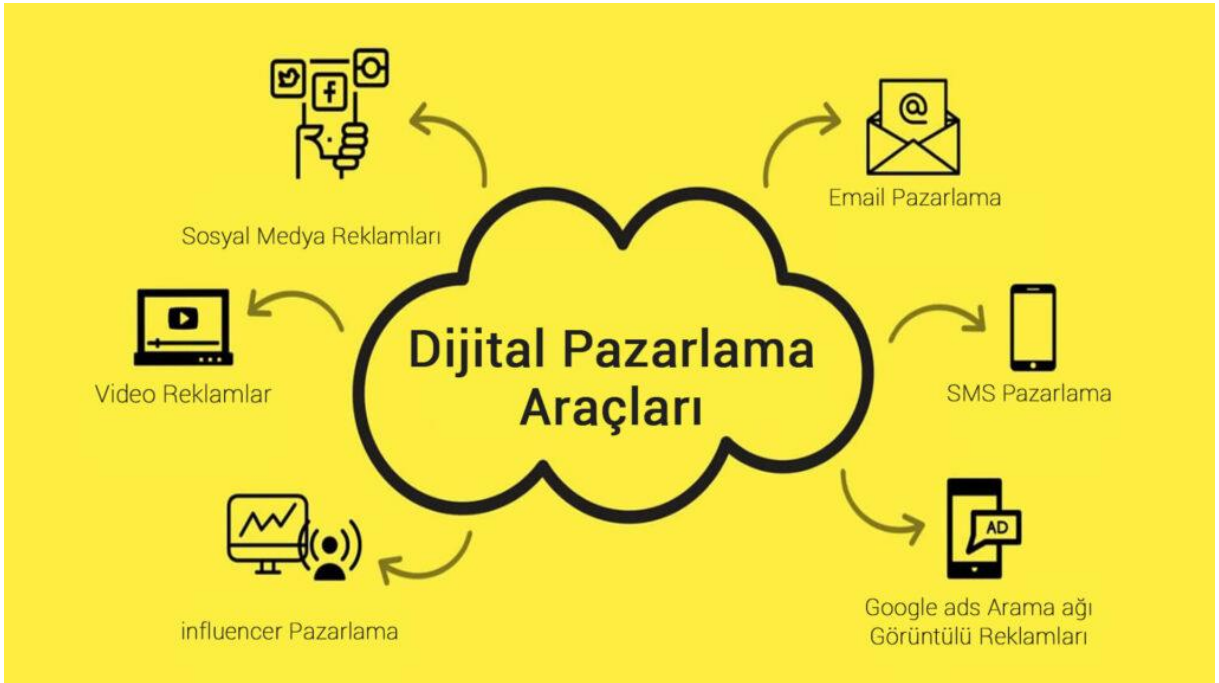 Sosyal Medya Reklamları
Email Pazarlama
@
f
Video Reklamlar
Dijital Pazarlama
Araçları
SMS Pazarlama
influencer Pazarlama
AD
Google ads Arama ağı
Görüntülü Reklamları